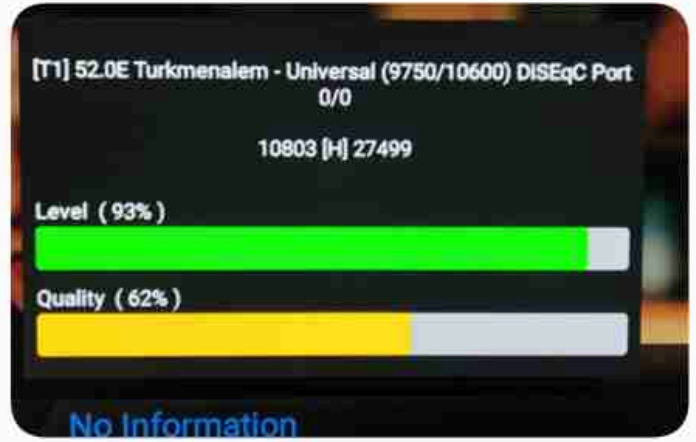 [T1] 52.0E Turkmenalem - Universal (9750/10600) DISEqC Port
0/0
10803 [H] 27499
Level ( 93% )
Quality ( 62% )
No Information